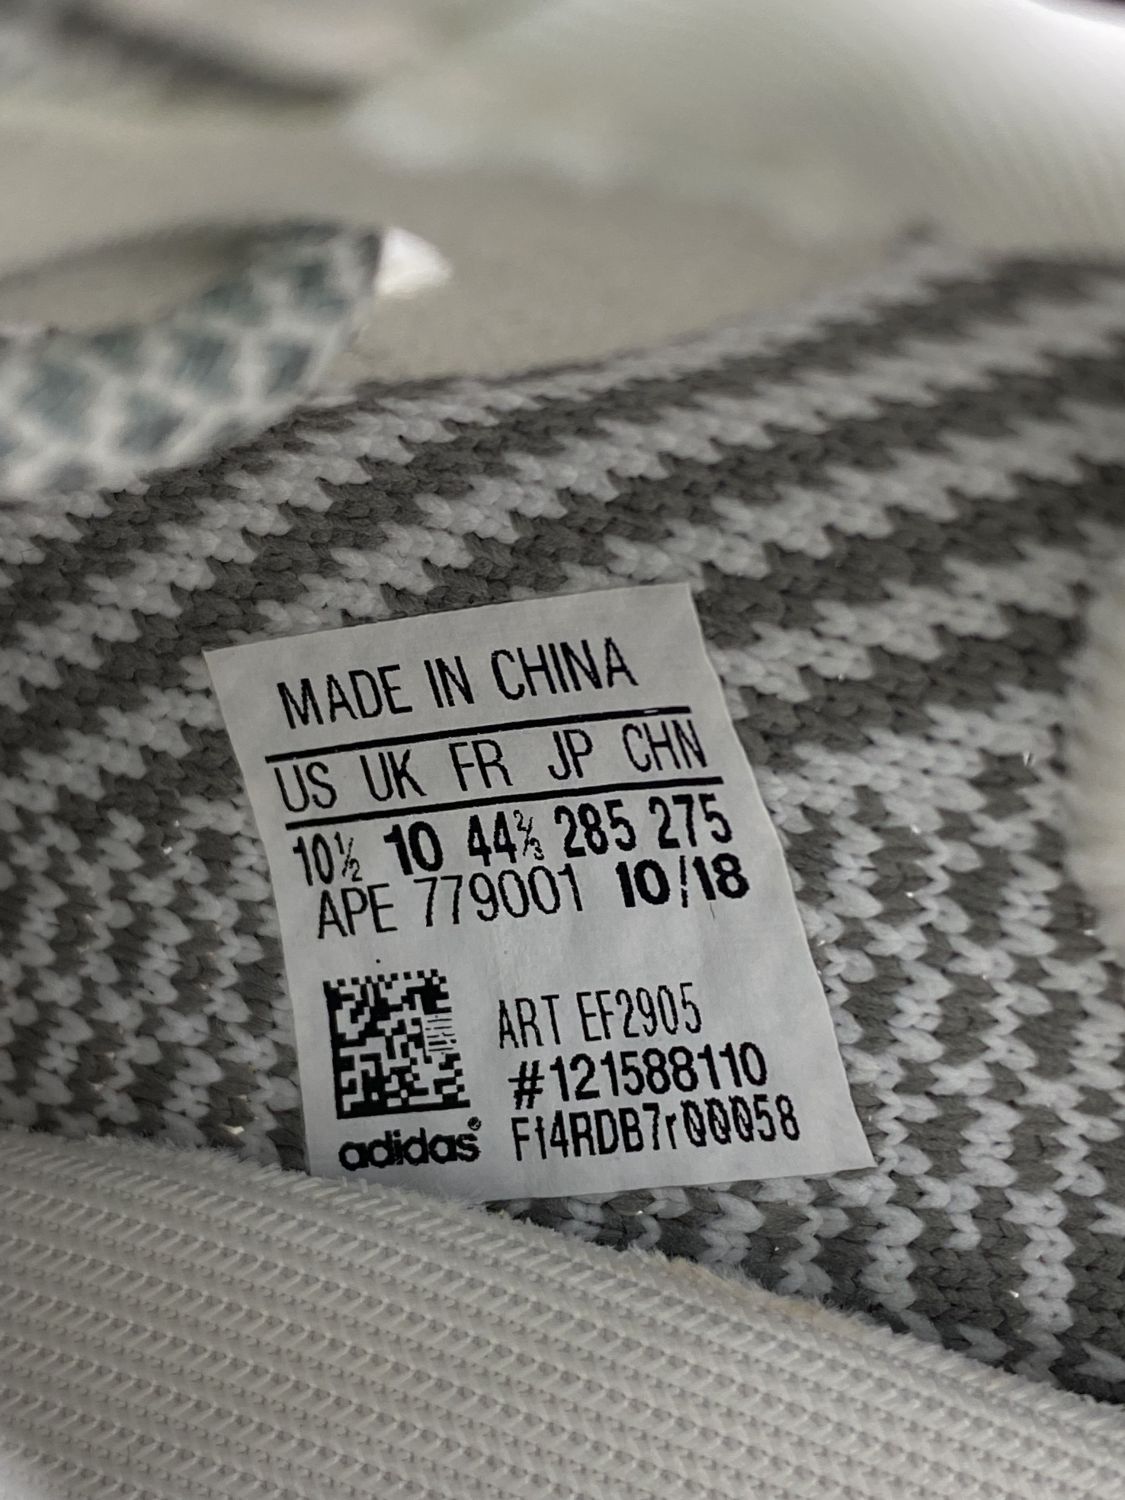 MADE IN CHINA
US UK FR JP CHN
10½ 10 44⅔ 285 275
APE 779001 10/18
ART EF2905
#121588110
adidas® Ff4RDB7r00058